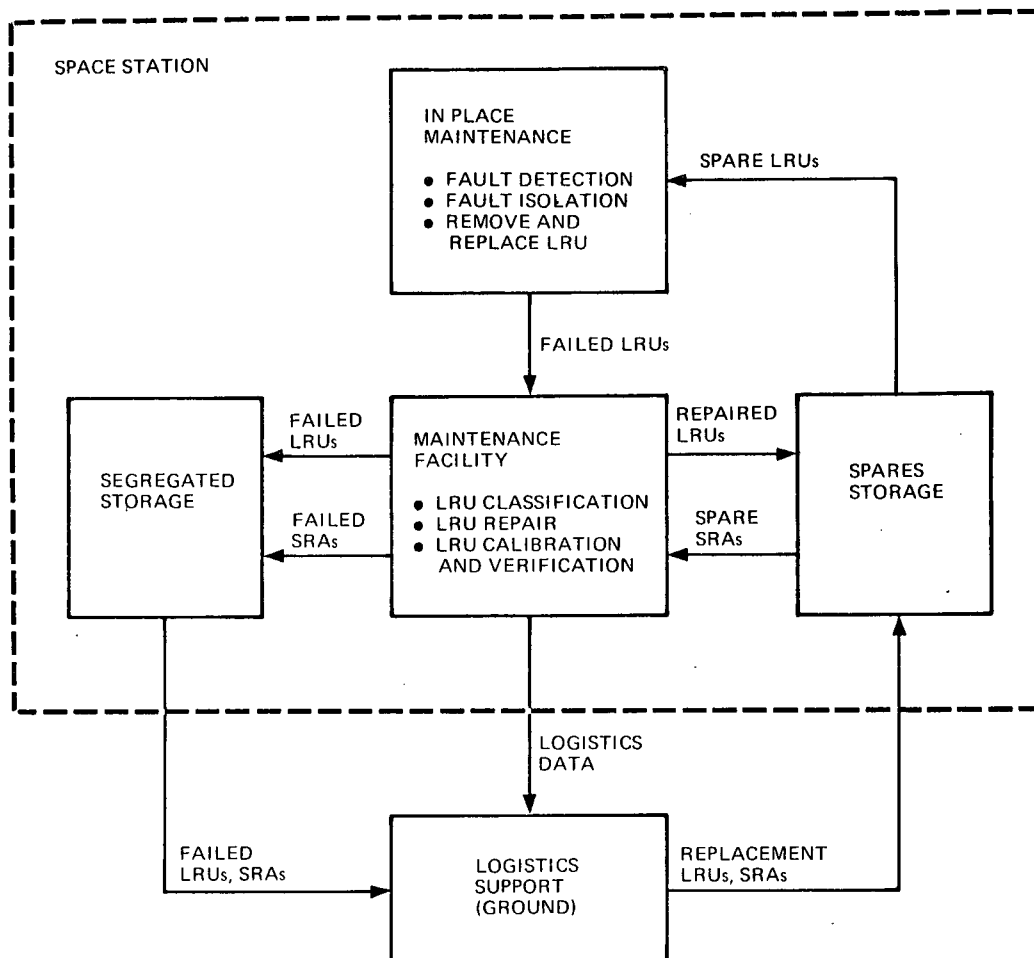 SPACE STATION
IN PLACE
MAINTENANCE
● FAULT DETECTION
● FAULT ISOLATION
● REMOVE AND
REPLACE LRU
SPARE LRUs
FAILED LRUs
SEGREGATED
STORAGE
FAILED
LRUs
FAILED
SRAs
MAINTENANCE
FACILITY
● LRU CLASSIFICATION
● LRU REPAIR
● LRU CALIBRATION
AND VERIFICATION
REPAIRED
LRUs
SPARE
SRAs
SPARES
STORAGE
LOGISTICS
DATA
FAILED
LRUs, SRAs
LOGISTICS
SUPPORT
(GROUND)
REPLACEMENT
LRUs, SRAs